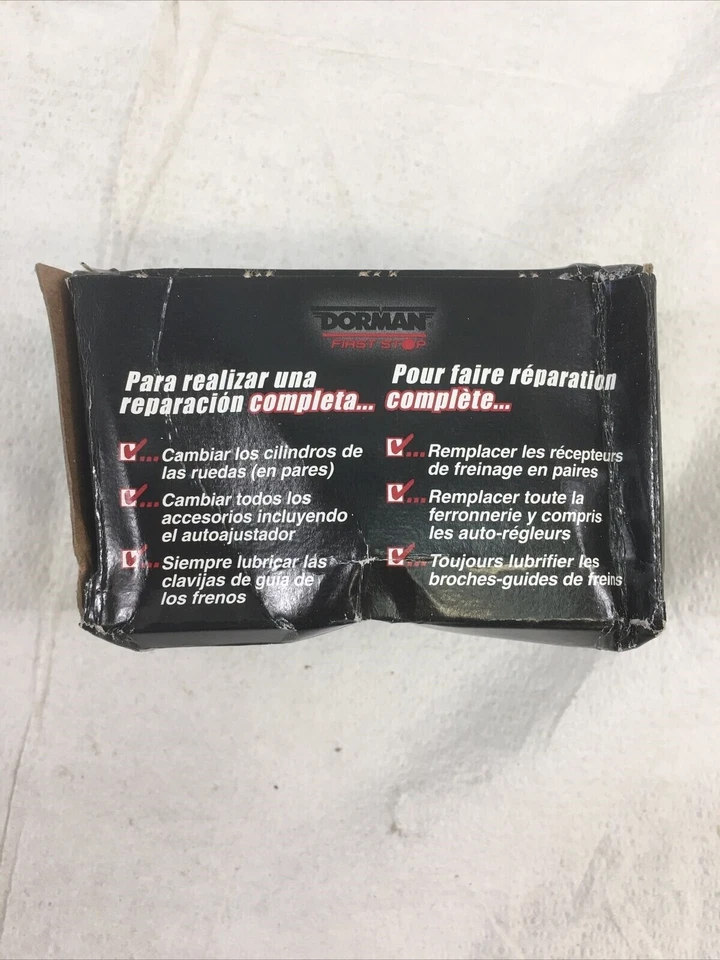 DORMAN
FIRST STOP
Para realizar una
reparación completa...
✓... Cambiar los cilindros de
las ruedas (en pares)
✓... Cambiar todos los
accesorios incluyendo
el autoajustador
✓... Siempre lubricar las
clavijas de guía de
los frenos
Pour faire réparation
complète...
✓... Remplacer les récepteurs
de freinage en paires
✓... Remplacer toute la
ferronnerie y compris
les auto-régleurs
✓... Toujours lubrifier les
broches-guides de freins